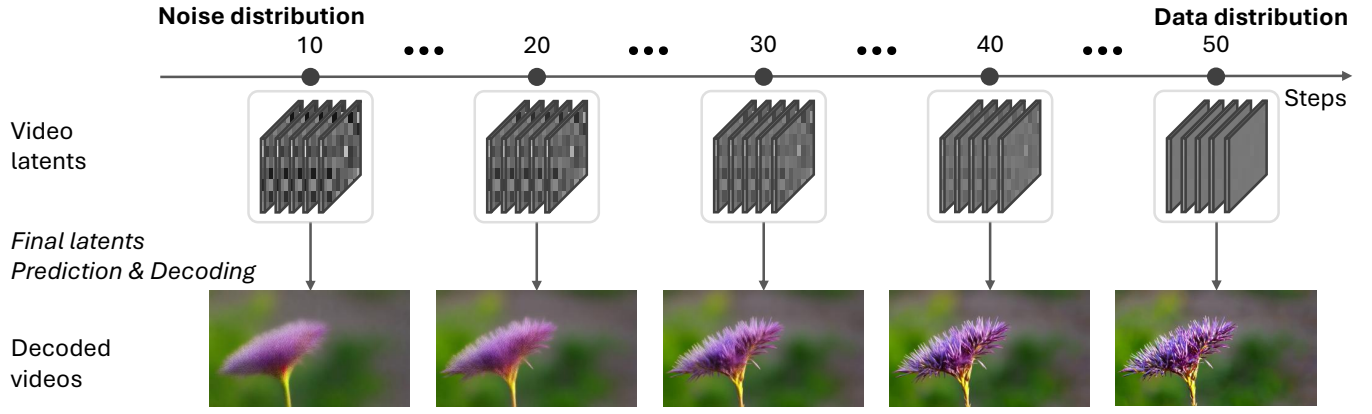 Noise distribution
Data distribution
10 ••• 20 ••• 30 ••• 40 ••• 50
Steps
Video
latents
Final latents
Prediction & Decoding
Decoded
videos